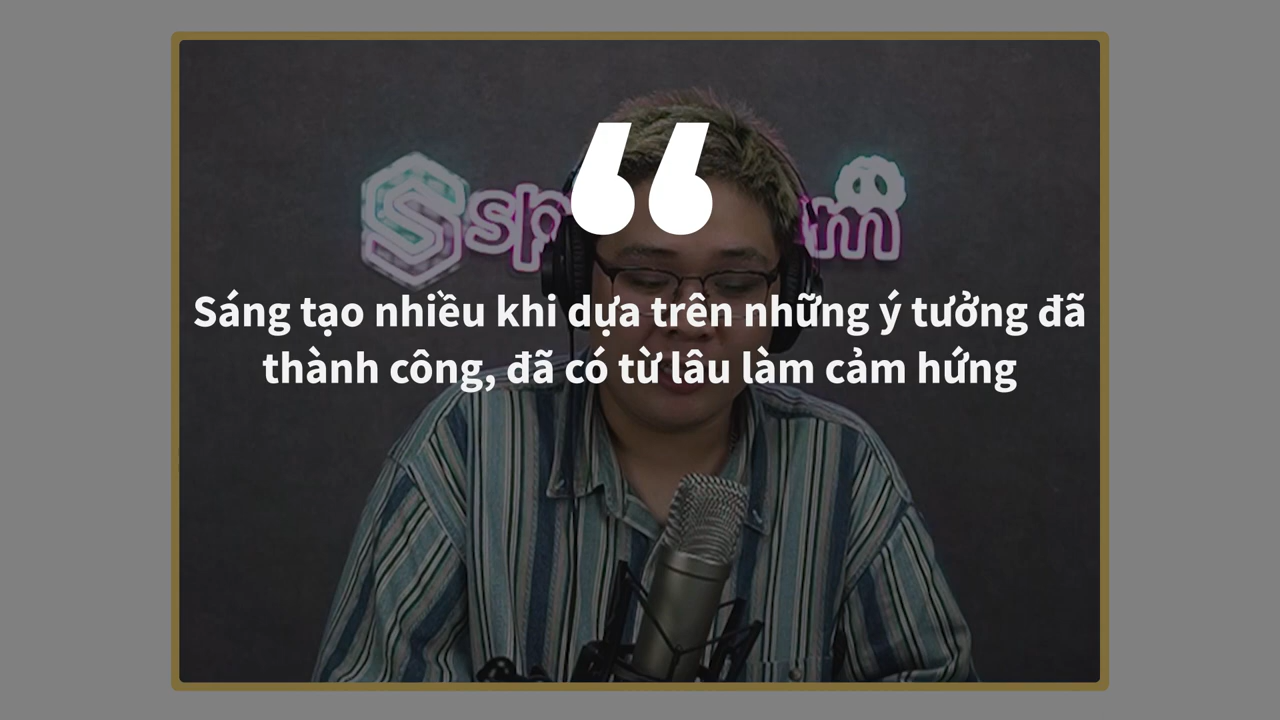 “
Sáng tạo nhiều khi dựa trên những ý tưởng đã
thành công, đã có từ lâu làm cảm hứng